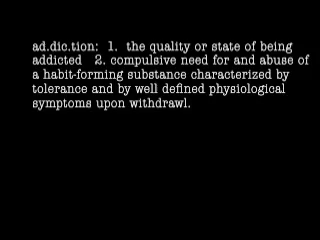 ad.dic.tion:  1.  the quality or state of being
addicted   2. compulsive need for and abuse of
a habit-forming substance characterized by
tolerance and by well defined physiological
symptoms upon withdrawl.